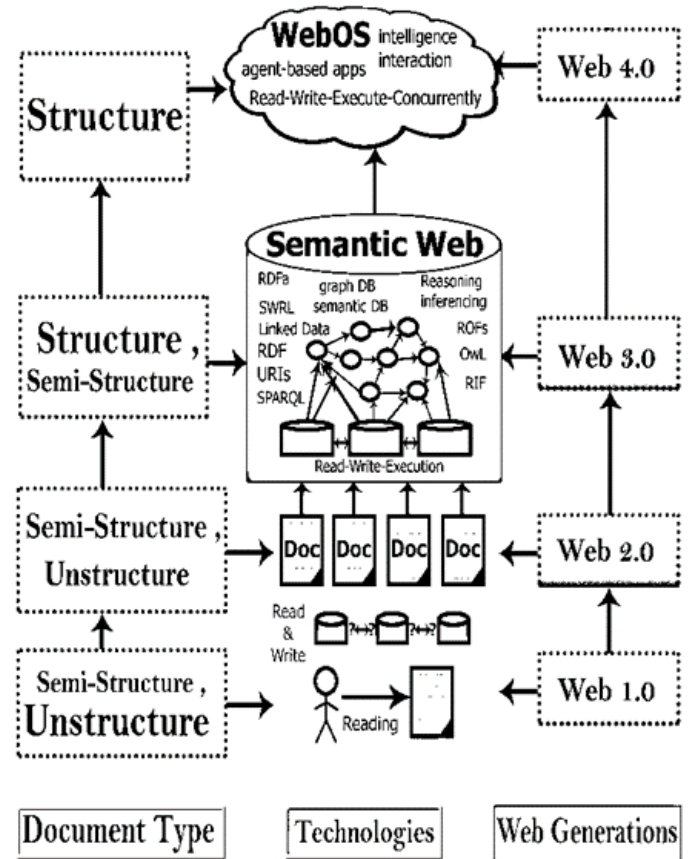 WebOS intelligence
interaction
agent-based apps
Read-Write-Execute-Concurrently
Structure
Web 4.0
Semantic Web
RDFa
SWRL
Linked Data
RDF
URIs
SPARQL
graph DB
semantic DB
Reasoning
inferencing
ROFs
OwL
RIF
Read-Write-Execution
Structure ,
Semi-Structure
Web 3.0
Semi-Structure ,
Unstructure
Doc Doc Doc Doc
Web 2.0
Read
&
Write
?↔? ?↔?
Semi-Structure ,
Unstructure
Reading
Web 1.0
Document Type
Technologies
Web Generations